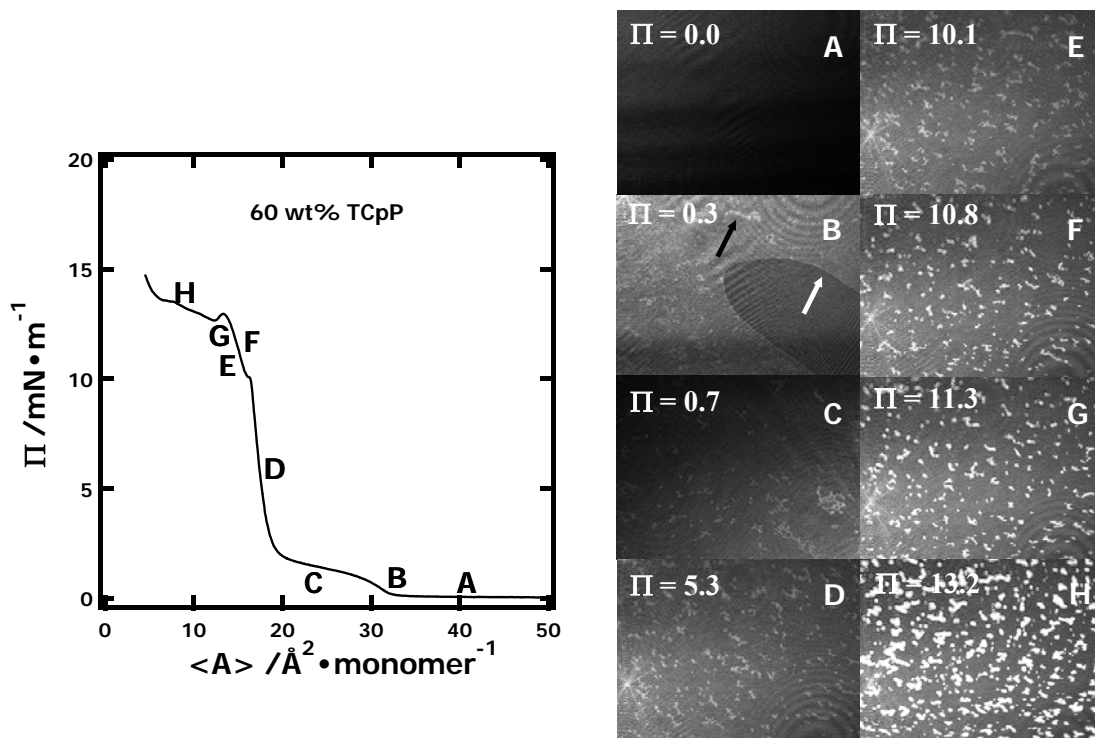 20
15
10
5
0
0 10 20 30 40 50
Π /mN•m⁻¹
<A> /Å²•monomer⁻¹
60 wt% TCpP
H
G
F
E
D
C
B
A
Π = 0.0 A
Π = 0.3 B
Π = 0.7 C
Π = 5.3 D
Π = 10.1 E
Π = 10.8 F
Π = 11.3 G
Π = 13.2 H